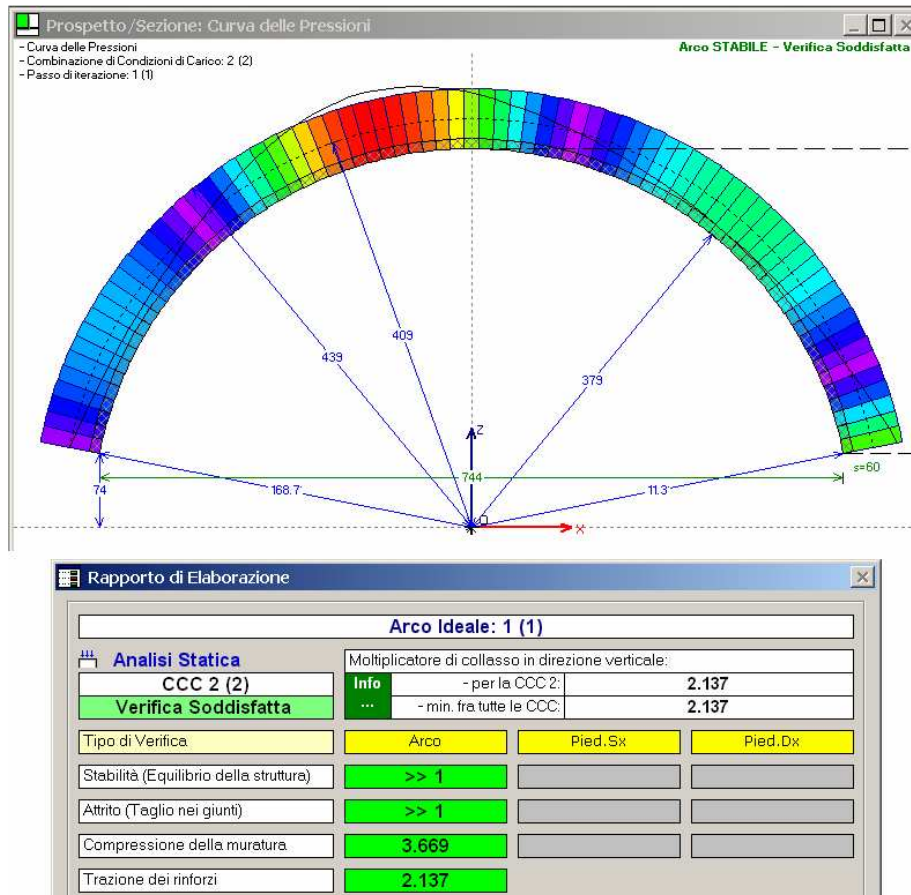 Prospetto/Sezione: Curva delle Pressioni
- Curva delle Pressioni
- Combinazione di Condizioni di Carico: 2 (2)
- Passo di iterazione: 1 (1)
Arco STABILE - Verifica Soddisfatta
409
439
379
Z
744
s=60
74
168.7
11.3
O
X
Rapporto di Elaborazione
Arco Ideale: 1 (1)
Analisi Statica
Moltiplicatore di collasso in direzione verticale:
CCC 2 (2)
Info
- per la CCC 2:
2.137
Verifica Soddisfatta
...
- min. fra tutte le CCC:
2.137
Tipo di Verifica
Arco
Pied.Sx
Pied.Dx
Stabilità (Equilibrio della struttura)
>> 1
Attrito (Taglio nei giunti)
>> 1
Compressione della muratura
3.669
Trazione dei rinforzi
2.137